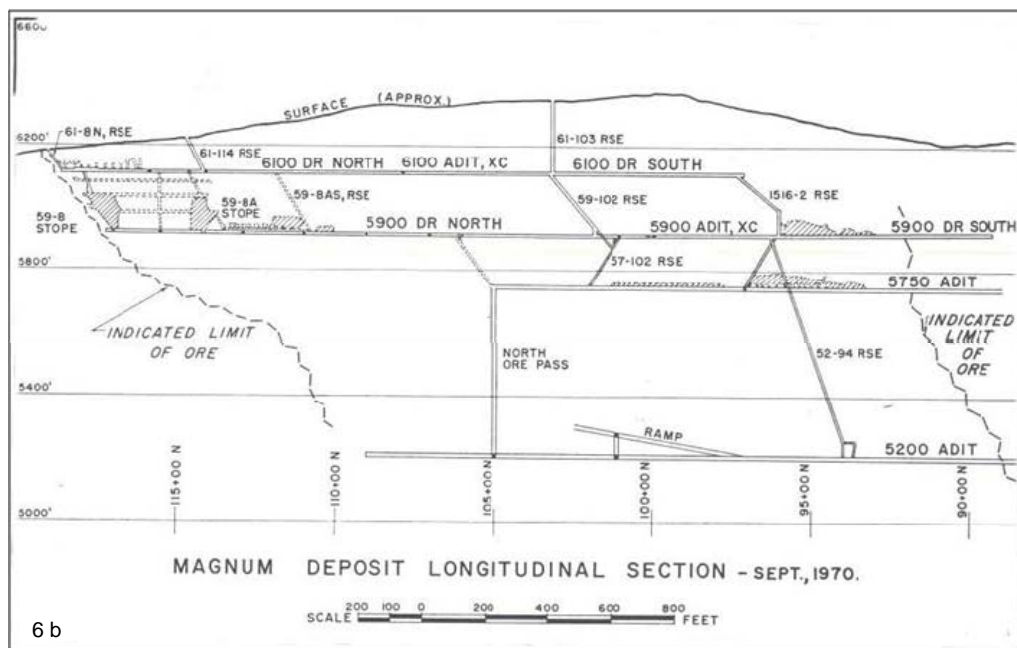 6600
SURFACE (APPROX.)
61-8N, RSE
6200'
61-114 RSE
61-103 RSE
6100 DR NORTH
6100 ADIT, XC
6100 DR SOUTH
59-8A
STOPE
59-8AS, RSE
59-102 RSE
1516-2 RSE
59-8
STOPE
5900 DR NORTH
5900 ADIT, XC
5900 DR SOUTH
5800'
57-102 RSE
5750 ADIT
INDICATED LIMIT
OF ORE
INDICATED
LIMIT
OF
ORE
NORTH
ORE PASS
52-94 RSE
5400'
RAMP
5200 ADIT
5000'
115+00 N
110+00 N
105+00 N
100+00 N
95+00 N
90+00 N
MAGNUM DEPOSIT LONGITUDINAL SECTION - SEPT., 1970.
200 100 0 200 400 600 800
SCALE FEET
6 b